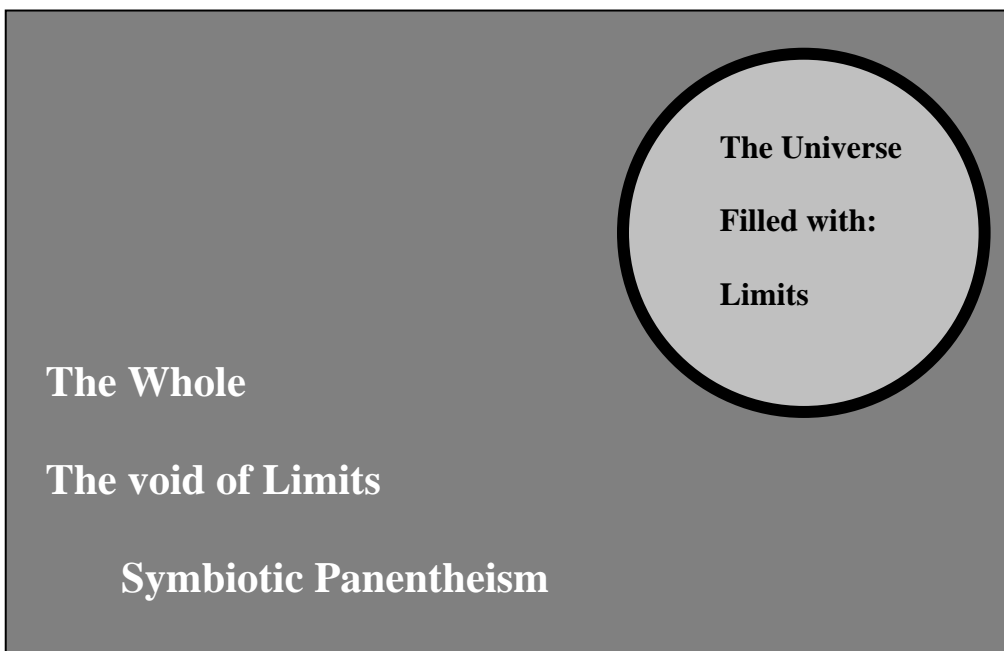 The Universe
Filled with:
Limits
The Whole
The void of Limits
Symbiotic Panentheism